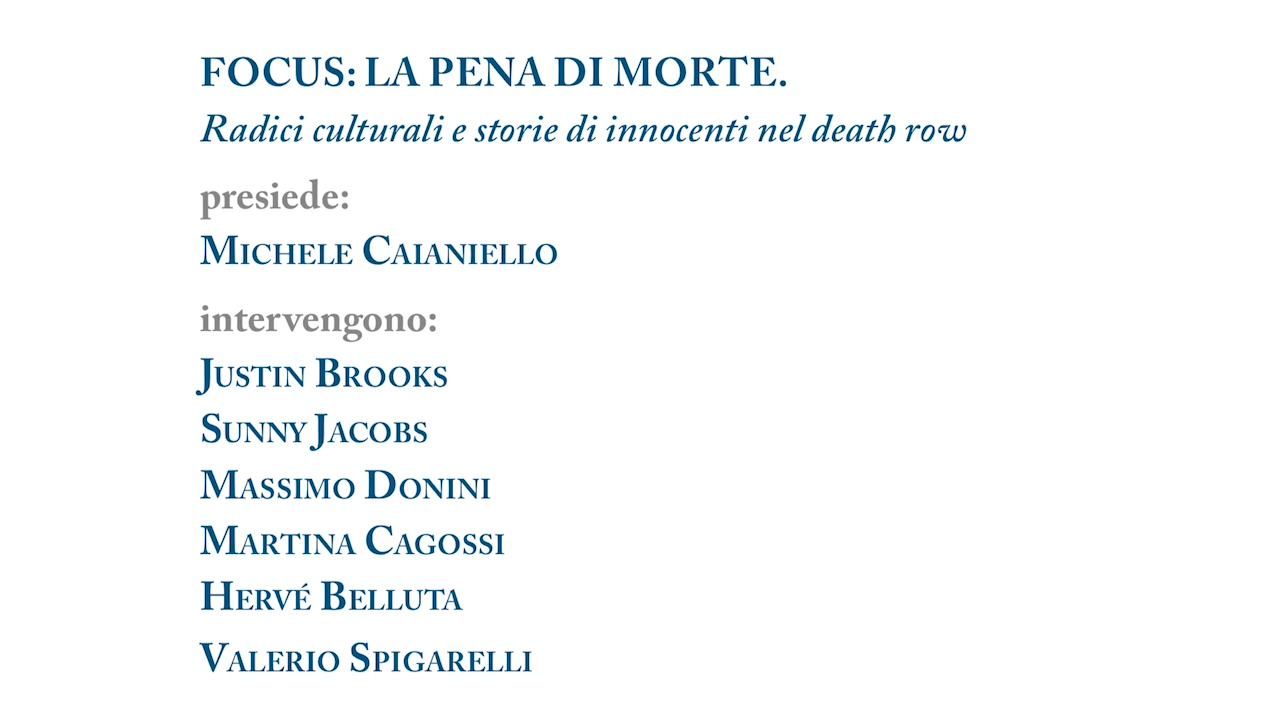 FOCUS: LA PENA DI MORTE.
Radici culturali e storie di innocenti nel death row
presiede:
Michele Caianiello
intervengono:
Justin Brooks
Sunny Jacobs
Massimo Donini
Martina Cagossi
Hervé Belluta
Valerio Spigarelli